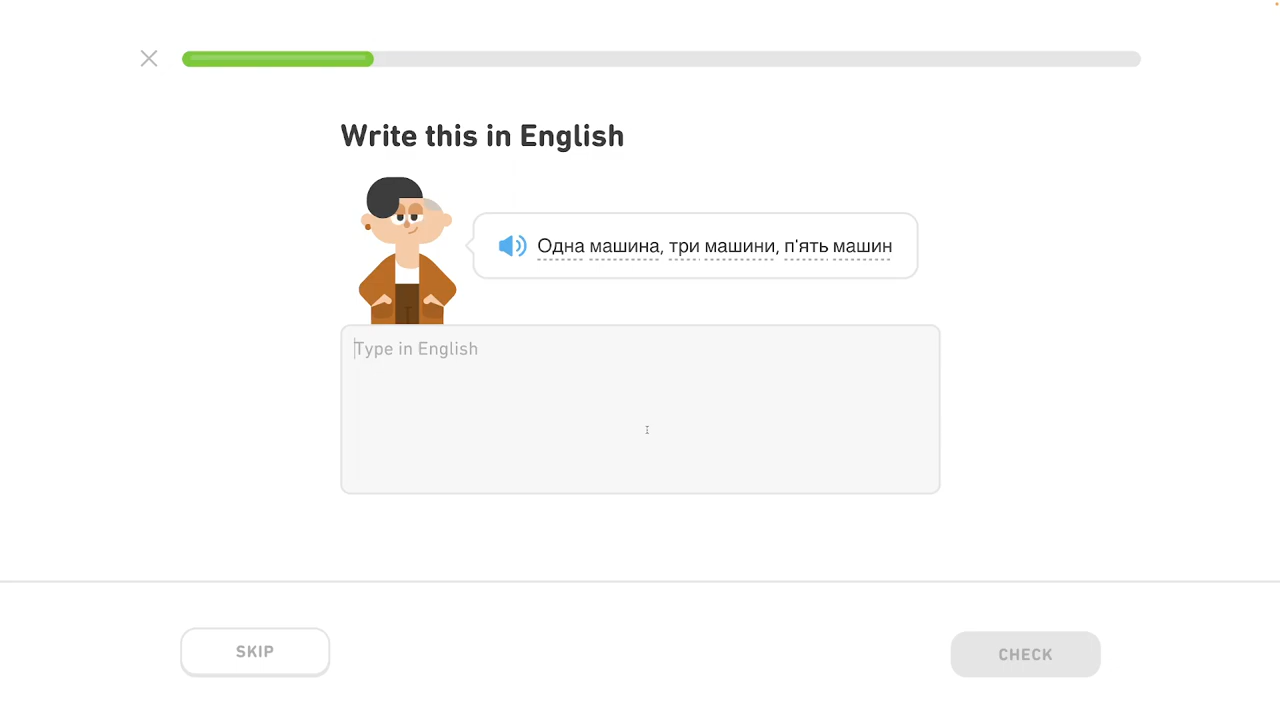 Write this in English
Одна машина, три машини, п'ять машин
Type in English
SKIP
CHECK